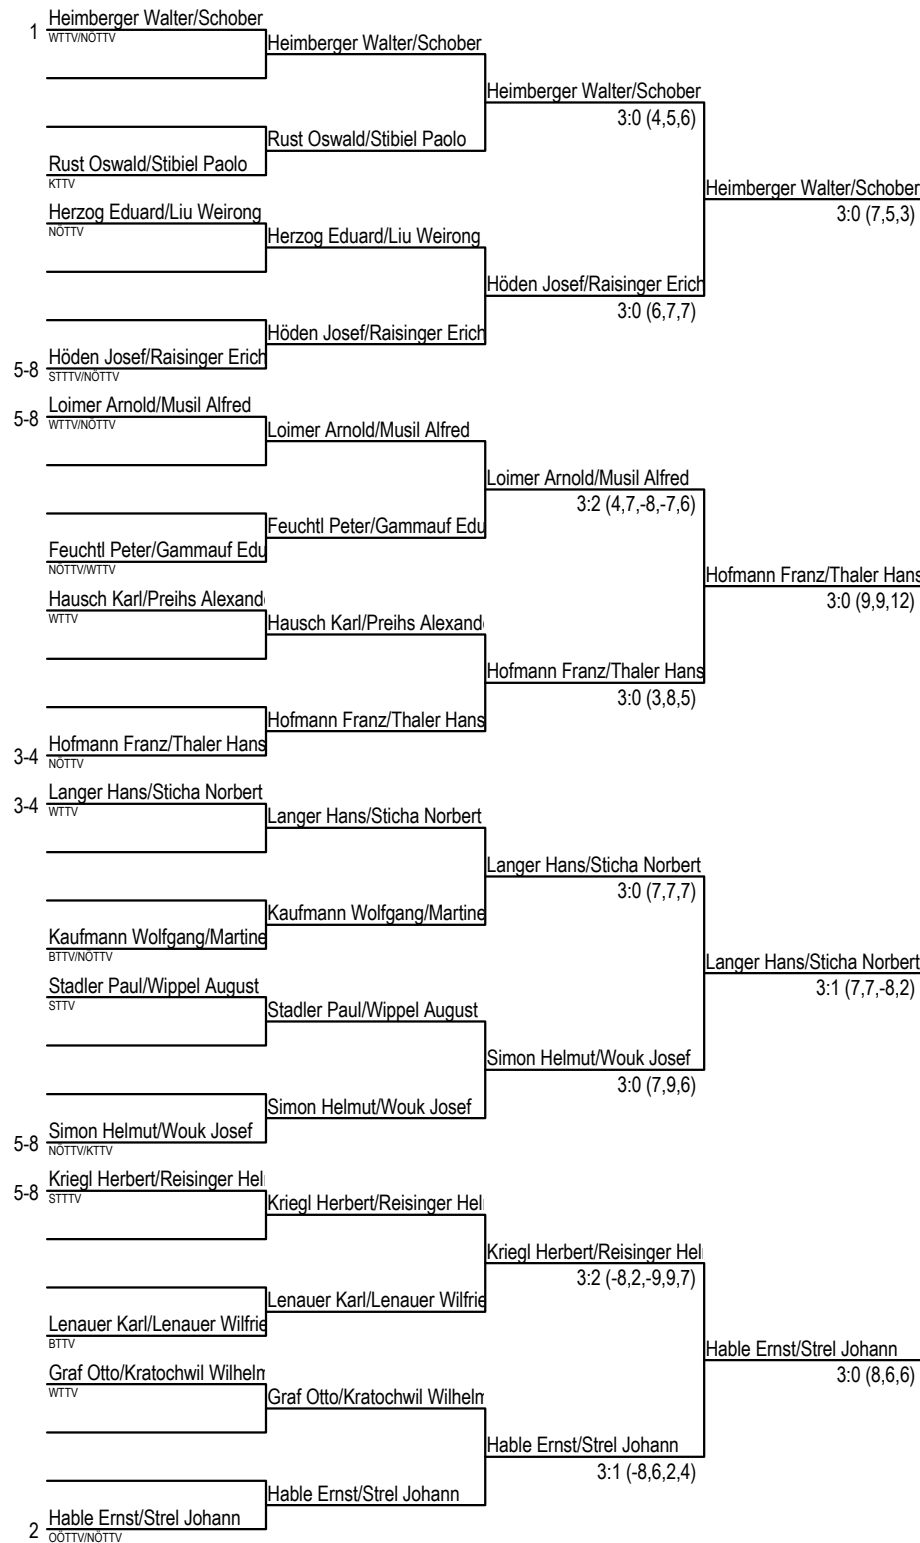 1 Heimberger Walter/Schober
WTTV/NÖTTV
Heimberger Walter/Schober
Heimberger Walter/Schober
3:0 (4,5,6)
Rust Oswald/Stibiel Paolo
Rust Oswald/Stibiel Paolo
KTTV
Heimberger Walter/Schober
3:0 (7,5,3)
Herzog Eduard/Liu Weirong
NÖTTV
Herzog Eduard/Liu Weirong
Höden Josef/Raisinger Erich
3:0 (6,7,7)
Höden Josef/Raisinger Erich
5-8 Höden Josef/Raisinger Erich
STTTV/NÖTTV
5-8 Loimer Arnold/Musil Alfred
WTTV/NÖTTV
Loimer Arnold/Musil Alfred
Loimer Arnold/Musil Alfred
3:2 (4,7,-8,-7,6)
Feuchtl Peter/Gammauf Edu
Feuchtl Peter/Gammauf Edu
NÖTTV/WTTV
Hofmann Franz/Thaler Hans
3:0 (9,9,12)
Hausch Karl/Preihs Alexand
WTTV
Hausch Karl/Preihs Alexand
Hofmann Franz/Thaler Hans
3:0 (3,8,5)
Hofmann Franz/Thaler Hans
3-4 Hofmann Franz/Thaler Hans
NÖTTV
3-4 Langer Hans/Sticha Norbert
WTTV
Langer Hans/Sticha Norbert
Langer Hans/Sticha Norbert
3:0 (7,7,7)
Kaufmann Wolfgang/Martine
Kaufmann Wolfgang/Martine
BTTV/NÖTTV
Langer Hans/Sticha Norbert
3:1 (7,7,-8,2)
Stadler Paul/Wippel August
STTV
Stadler Paul/Wippel August
Simon Helmut/Wouk Josef
3:0 (7,9,6)
Simon Helmut/Wouk Josef
5-8 Simon Helmut/Wouk Josef
NÖTTV/KTTV
5-8 Kriegl Herbert/Reisinger Hel
STTTV
Kriegl Herbert/Reisinger Hel
Kriegl Herbert/Reisinger Hel
3:2 (-8,2,-9,9,7)
Lenauer Karl/Lenauer Wilfrie
Lenauer Karl/Lenauer Wilfrie
BTTV
Hable Ernst/Strel Johann
3:0 (8,6,6)
Graf Otto/Kratochwil Wilhelm
WTTV
Graf Otto/Kratochwil Wilhelm
Hable Ernst/Strel Johann
3:1 (-8,6,2,4)
Hable Ernst/Strel Johann
2 Hable Ernst/Strel Johann
OÖTTV/NÖTTV